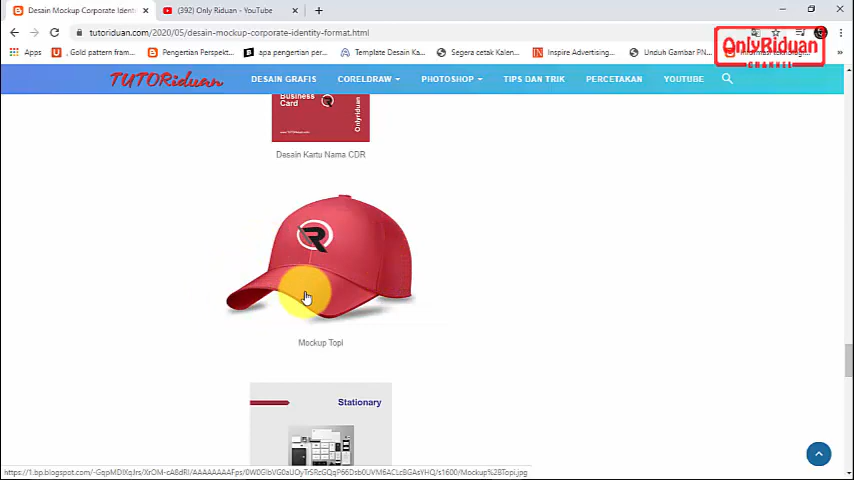 Desain Mockup Corporate Identi
(392) Only Riduan - YouTube
tutoriduan.com/2020/05/desain-mockup-corporate-identity-format.html
Apps , Gold pattern fram... Pengertian Perspekt... apa pengertian per... Template Desain Ka... Segera cetak Kalen... Inspire Advertising... Unduh Gambar PN...
OnlyRiduan
CHANNEL
TUTORiduan DESAIN GRAFIS CORELDRAW PHOTOSHOP TIPS DAN TRIK PERCETAKAN YOUTUBE
Business
Card
Onlyriduan
www.TUTORiduan.com
Desain Kartu Nama CDR
R
Mockup Topi
Stationary